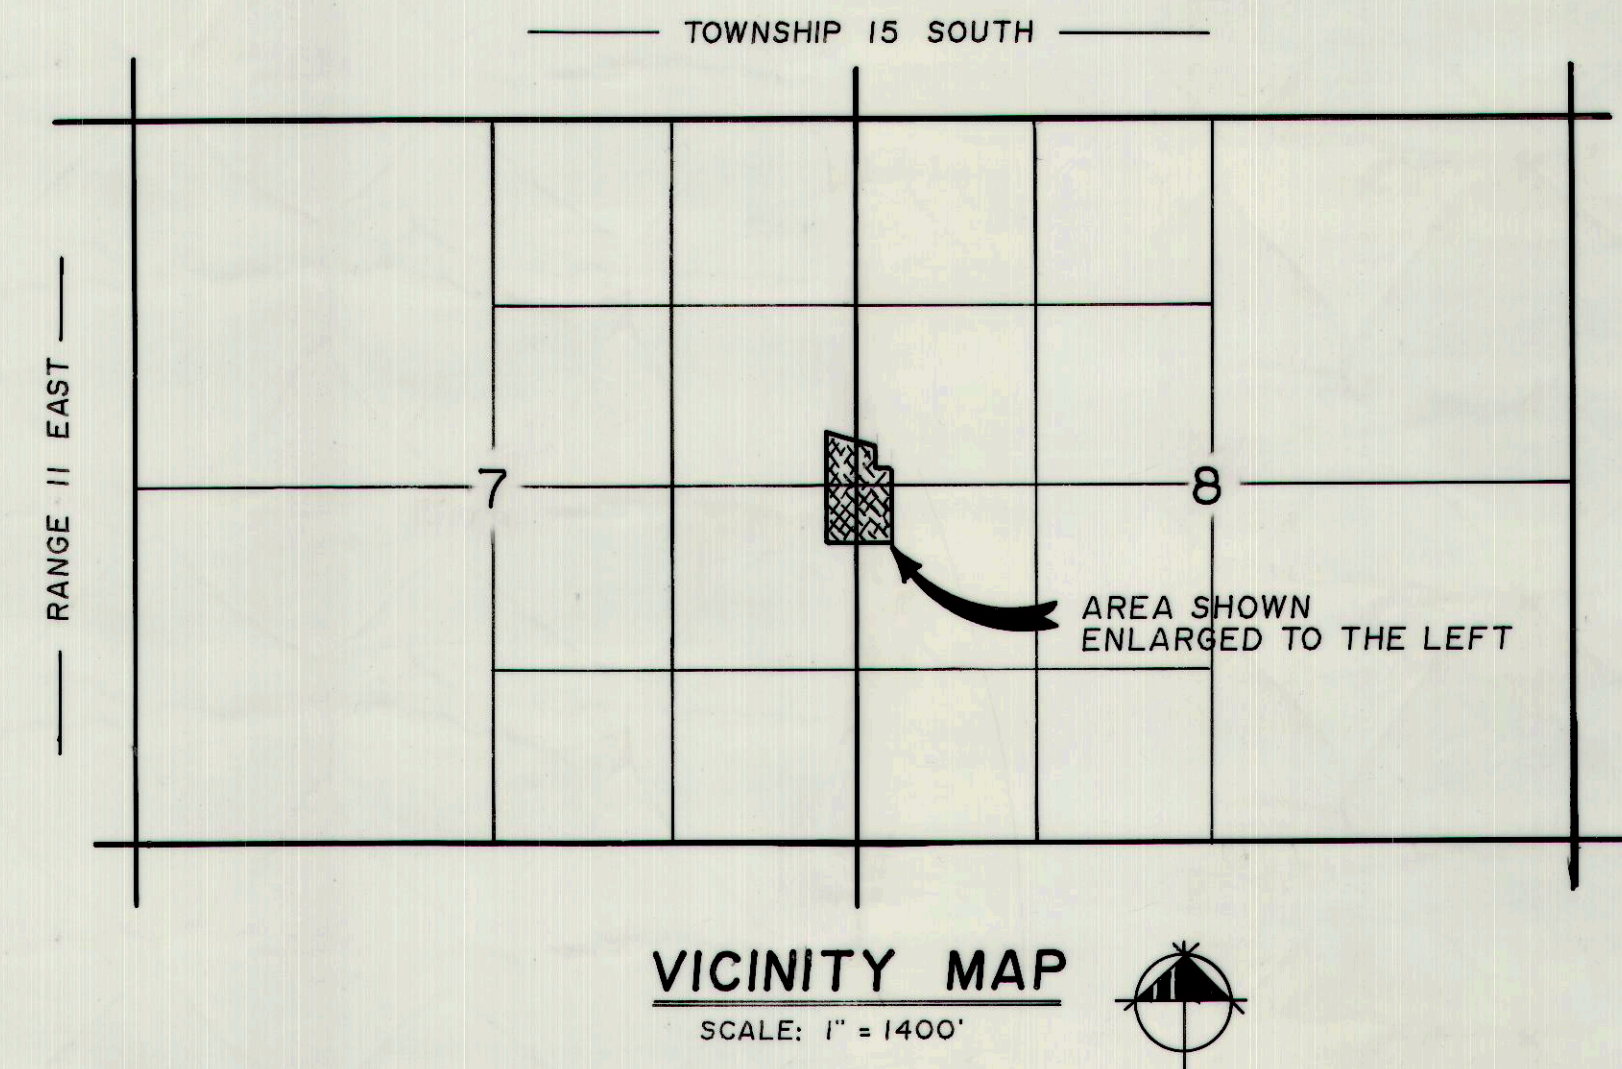 TOWNSHIP 15 SOUTH
RANGE 11 EAST
7
8
AREA SHOWN
ENLARGED TO THE LEFT
VICINITY MAP
SCALE: 1" = 1400'